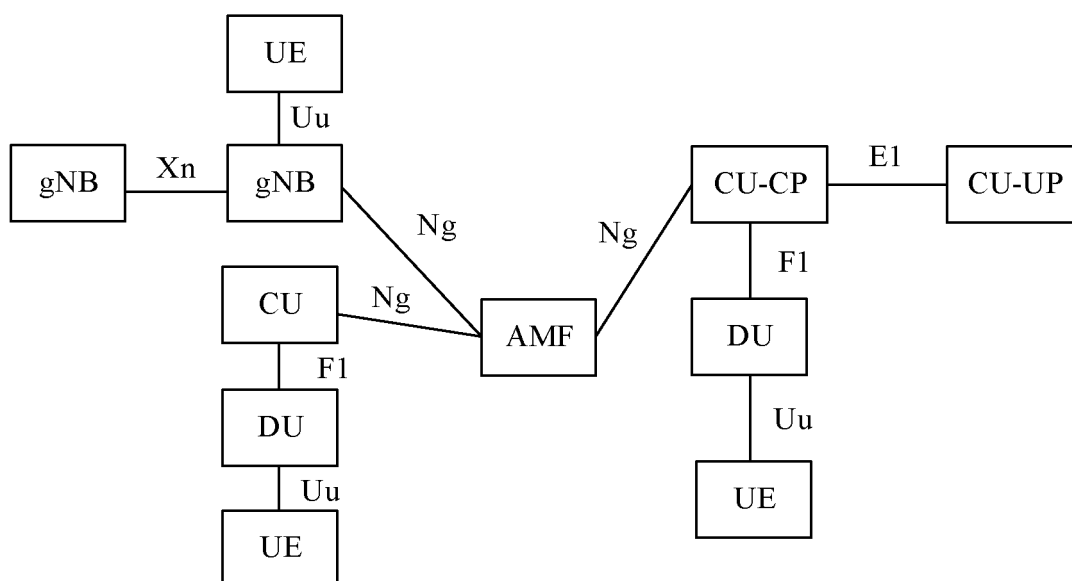 UE
Uu
gNB
Xn
gNB
Ng
CU
Ng
F1
DU
Uu
UE
AMF
Ng
CU-CP
E1
CU-UP
F1
DU
Uu
UE